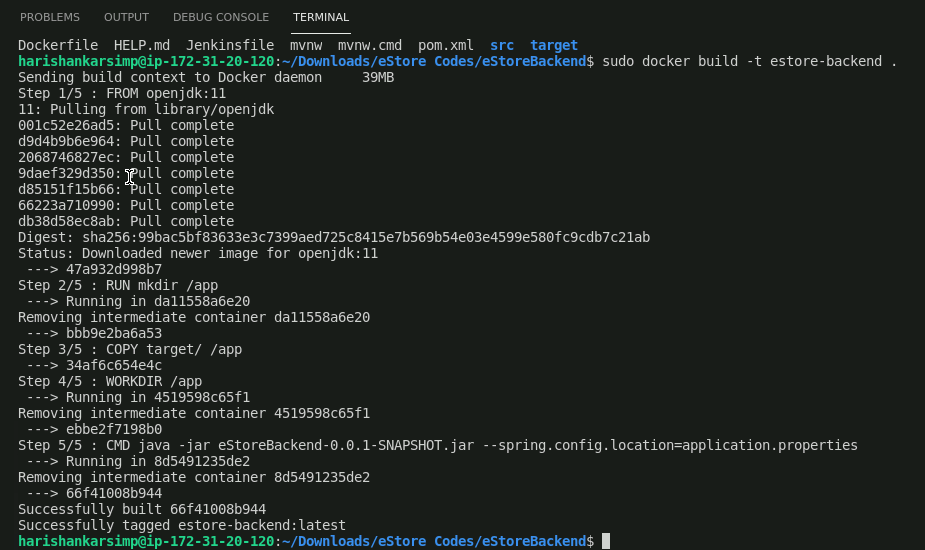 PROBLEMS OUTPUT DEBUG CONSOLE TERMINAL
Dockerfile HELP.md Jenkinsfile mvnw mvnw.cmd pom.xml src target
harishankarsimp@ip-172-31-20-120:~/Downloads/eStore Codes/eStoreBackend$ sudo docker build -t estore-backend .
Sending build context to Docker daemon 39MB
Step 1/5 : FROM openjdk:11
11: Pulling from library/openjdk
001c52e26ad5: Pull complete
d9d4b9b6e964: Pull complete
2068746827ec: Pull complete
9daef329d350: Pull complete
d85151f15b66: Pull complete
66223a710990: Pull complete
db38d58ec8ab: Pull complete
Digest: sha256:99bac5bf83633e3c7399aed725c8415e7b569b54e03e4599e580fc9cdb7c21ab
Status: Downloaded newer image for openjdk:11
 ---> 47a932d998b7
Step 2/5 : RUN mkdir /app
 ---> Running in da11558a6e20
Removing intermediate container da11558a6e20
 ---> bbb9e2ba6a53
Step 3/5 : COPY target/ /app
 ---> 34af6c654e4c
Step 4/5 : WORKDIR /app
 ---> Running in 4519598c65f1
Removing intermediate container 4519598c65f1
 ---> ebbe2f7198b0
Step 5/5 : CMD java -jar eStoreBackend-0.0.1-SNAPSHOT.jar --spring.config.location=application.properties
 ---> Running in 8d5491235de2
Removing intermediate container 8d5491235de2
 ---> 66f41008b944
Successfully built 66f41008b944
Successfully tagged estore-backend:latest
harishankarsimp@ip-172-31-20-120:~/Downloads/eStore Codes/eStoreBackend$